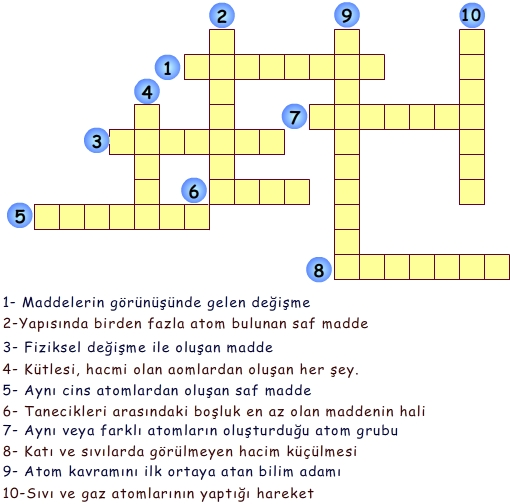 2 9 10
1
4
7
3
6
5
8
1- Maddelerin görünüşünde gelen değişme
2-Yapısında birden fazla atom bulunan saf madde
3- Fiziksel değişme ile oluşan madde
4- Kütlesi, hacmi olan aomlardan oluşan her şey.
5- Aynı cins atomlardan oluşan saf madde
6- Tanecikleri arasındaki boşluk en az olan maddenin hali
7- Aynı veya farklı atomların oluşturduğu atom grubu
8- Katı ve sıvılarda görülmeyen hacim küçülmesi
9- Atom kavramını ilk ortaya atan bilim adamı
10-Sıvı ve gaz atomlarının yaptığı hareket